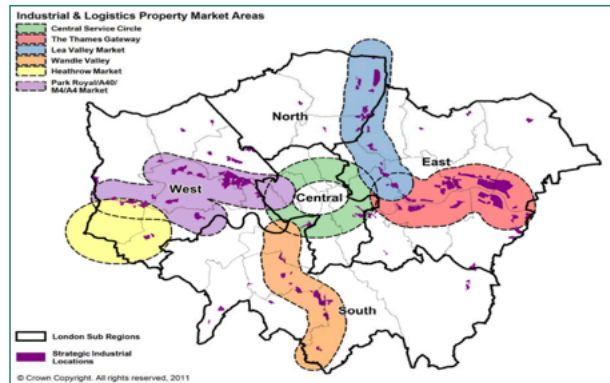 Industrial & Logistics Property Market Areas
Central Service Circle
The Thames Gateway
Lea Valley Market
Wandle Valley
Heathrow Market
Park Royal/A40/
M4/A4 Market
North
East
West
Central
South
London Sub Regions
Strategic Industrial
Locations
© Crown Copyright. All rights reserved, 2011